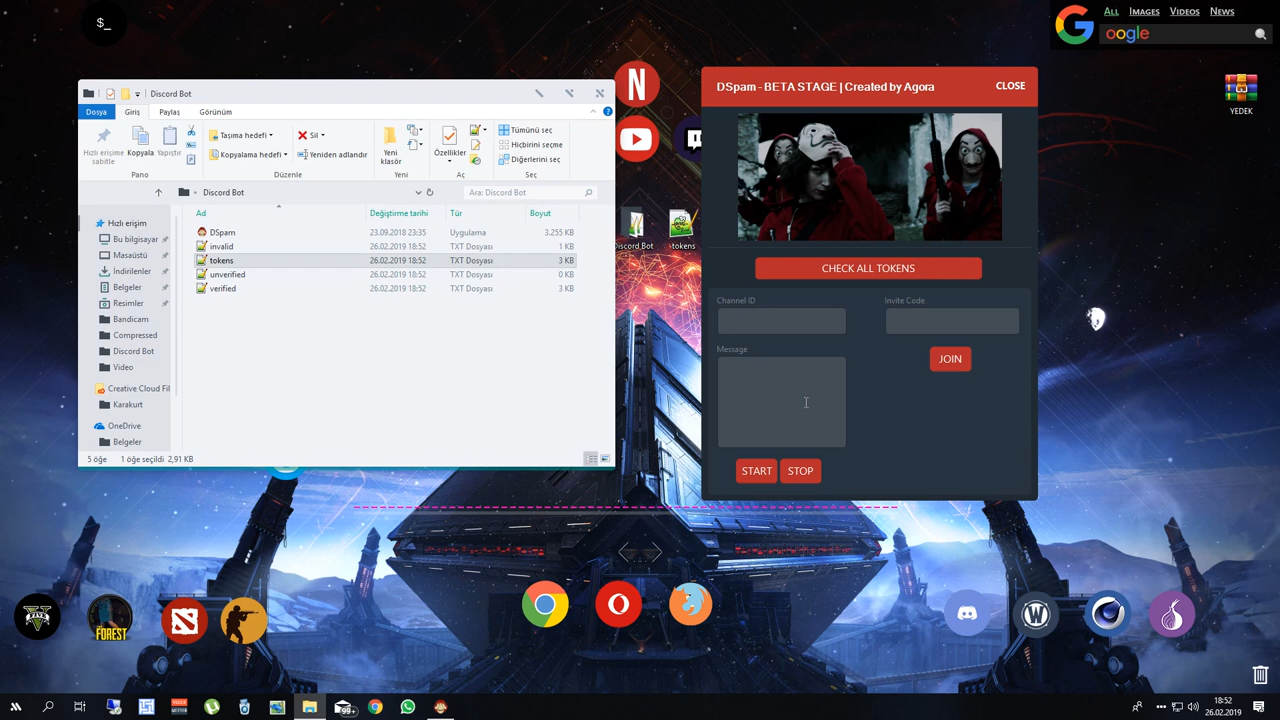 $_
ALL IMAGES VIDEOS NEWS
oogle
YEDEK
Discord Bot
Dosya Giriş Paylaş Görünüm
Hızlı erişime sabitle
Kopyala
Yapıştır
Taşıma hedefi
Kopyalama hedefi
Sil
Yeniden adlandır
Yeni klasör
Özellikler
Tümünü seç
Hiçbirini seçme
Diğerlerini seç
Pano Düzenle Yeni Aç Seç
Discord Bot
Ara: Discord Bot
Ad Değiştirme tarihi Tür Boyut
DSpam 23.09.2018 23:35 Uygulama 3.255 KB
invalid 26.02.2019 18:52 TXT Dosyası 1 KB
tokens 26.02.2019 18:52 TXT Dosyası 3 KB
unverified 26.02.2019 18:52 TXT Dosyası 0 KB
verified 26.02.2019 18:52 TXT Dosyası 3 KB
Hızlı erişim
Bu bilgisayar
Masaüstü
İndirilenler
Belgeler
Resimler
Bandicam
Compressed
Discord Bot
Video
Creative Cloud Fil
Karakurt
OneDrive
Belgeler
5 öğe 1 öğe seçildi 2,91 KB
N
Discord Bot
tokens
DSpam - BETA STAGE | Created by Agora
CLOSE
CHECK ALL TOKENS
Channel ID
Invite Code
Message
JOIN
START
STOP
V
THE FOREST
W
99+
18:52
26.02.2019